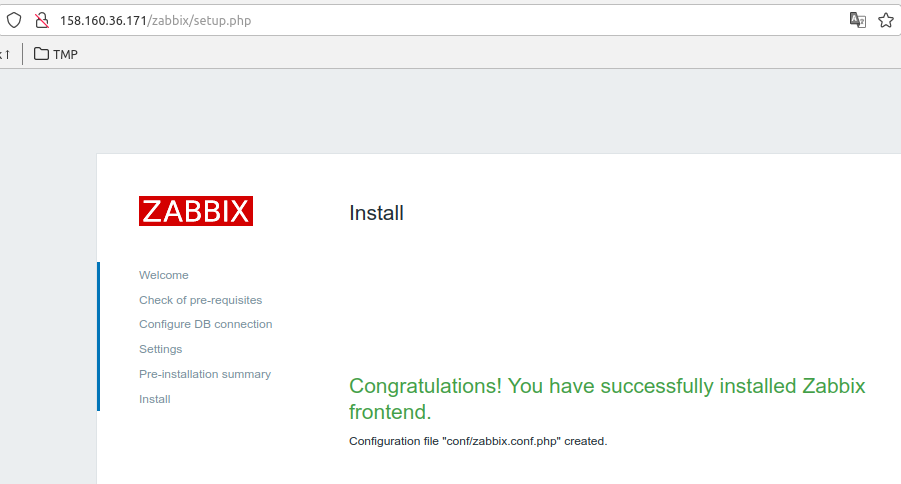 158.160.36.171/zabbix/setup.php
TMP
ZABBIX
Install
Welcome
Check of pre-requisites
Configure DB connection
Settings
Pre-installation summary
Install
Congratulations! You have successfully installed Zabbix
frontend.
Configuration file "conf/zabbix.conf.php" created.